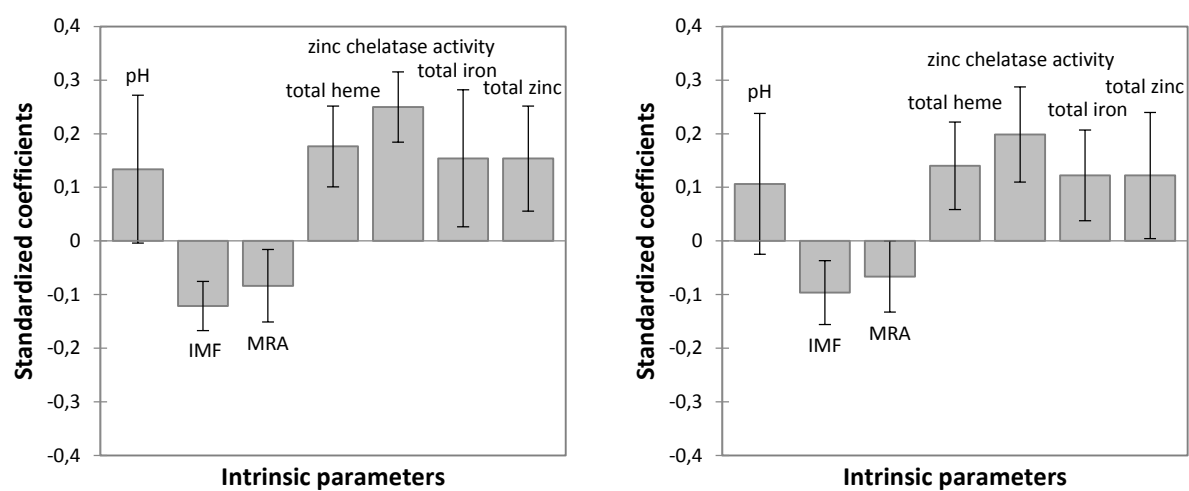 Standardized coefficients
0,4
0,3
0,2
0,1
0
-0,1
-0,2
-0,3
-0,4
pH
IMF
MRA
total heme
zinc chelatase activity
total iron
total zinc
Intrinsic parameters
Standardized coefficients
0,4
0,3
0,2
0,1
0
-0,1
-0,2
-0,3
-0,4
pH
IMF
MRA
total heme
zinc chelatase activity
total iron
total zinc
Intrinsic parameters